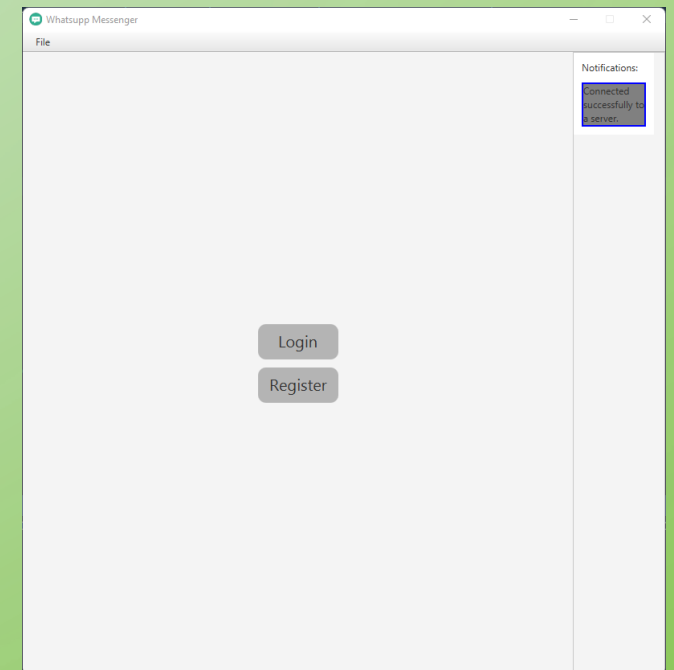 Whatsupp Messenger
File
Notifications:
Connected
successfully to
a server.
Login
Register